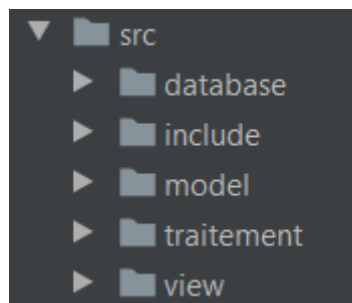 src
database
include
model
traitement
view